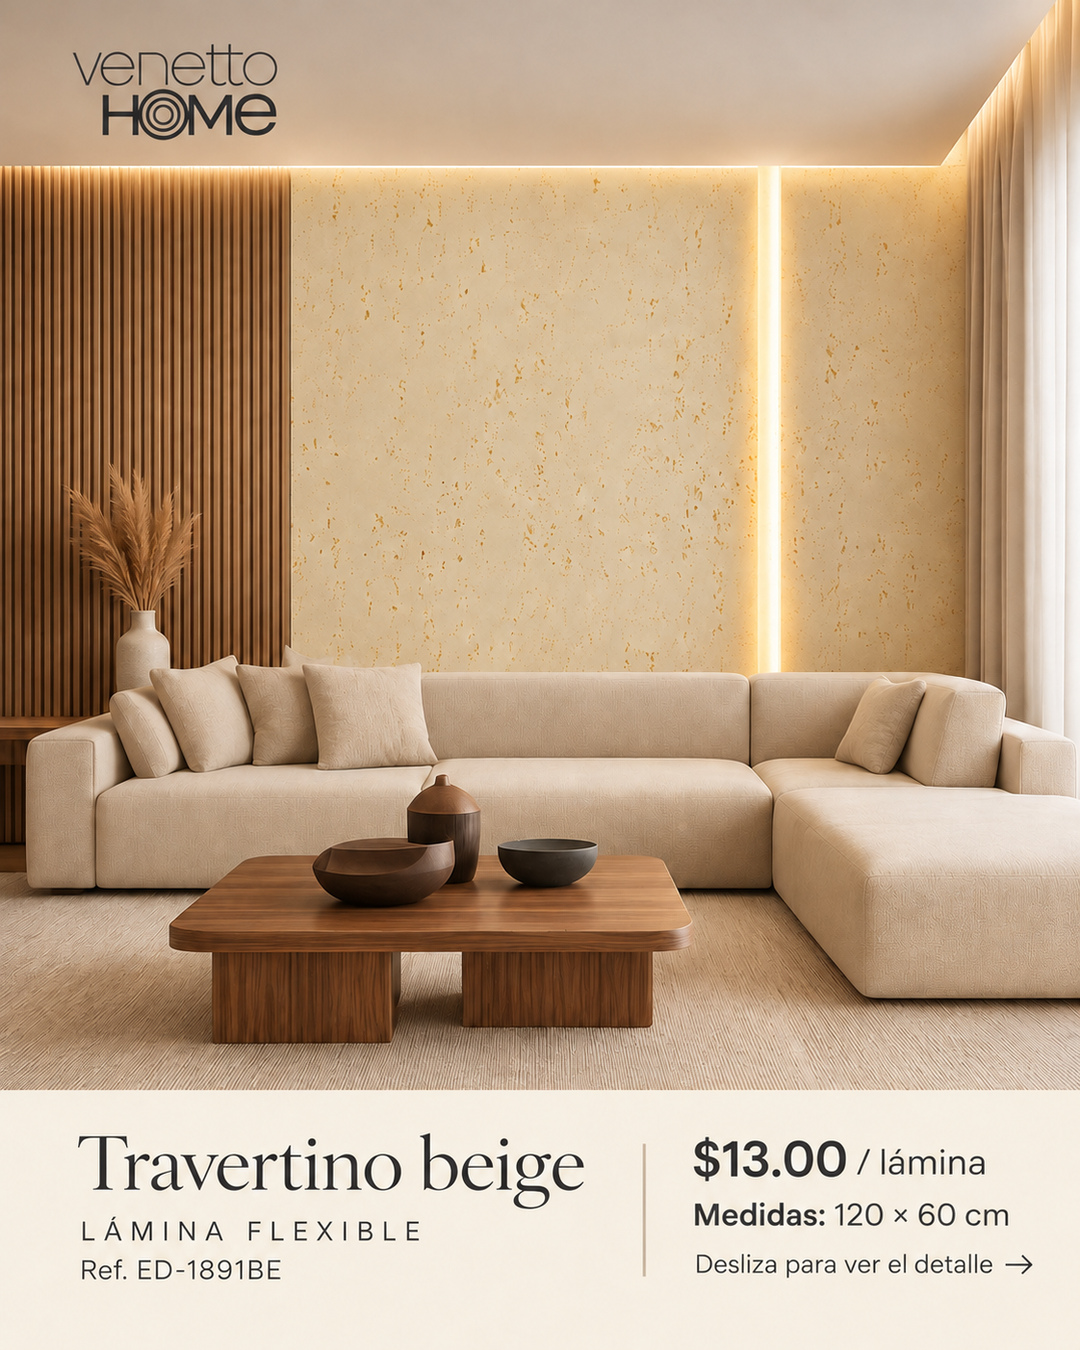 venetto
HOME
Travertino beige
LÁMINA FLEXIBLE
Ref. ED-1891BE
$13.00 / lámina
Medidas: 120 × 60 cm
Desliza para ver el detalle →